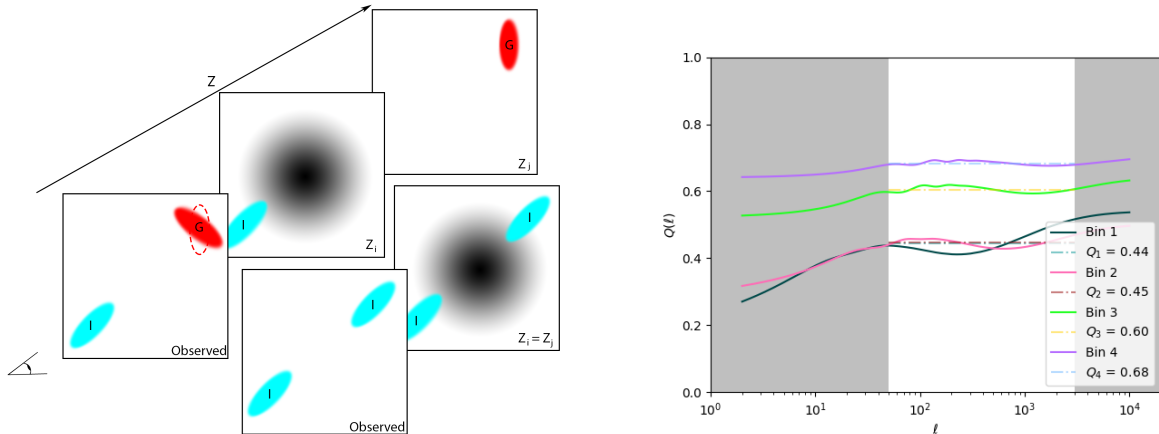 Z
G
Z_j
G
I
I
Z_i
Observed
I
I
Z_i = Z_j
I
I
Observed
1.0
0.8
0.6
0.4
0.2
0.0
Q(ℓ)
10^0
10^1
10^2
10^3
10^4
ℓ
Bin 1
Q_1 = 0.44
Bin 2
Q_2 = 0.45
Bin 3
Q_3 = 0.60
Bin 4
Q_4 = 0.68